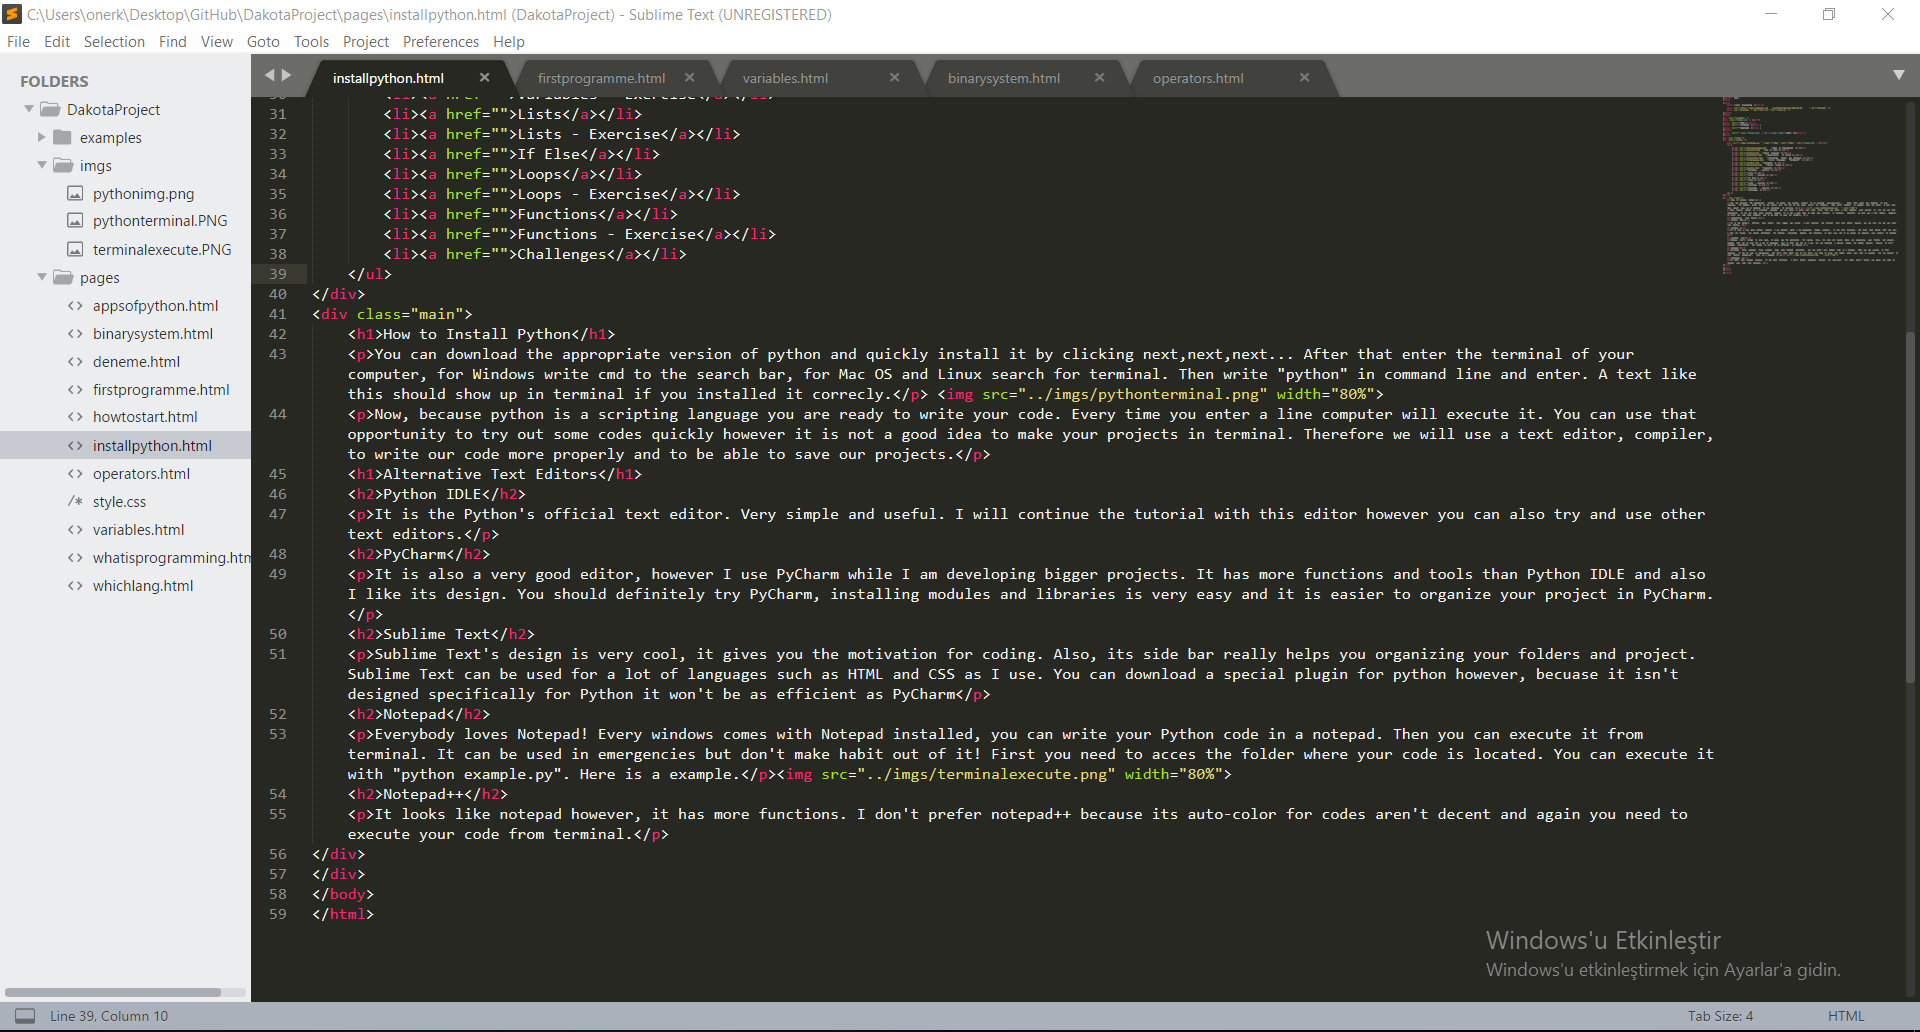 C:\Users\onerk\Desktop\GitHub\DakotaProject\pages\installpython.html (DakotaProject) - Sublime Text (UNREGISTERED)
File Edit Selection Find View Goto Tools Project Preferences Help
FOLDERS
DakotaProject
examples
imgs
pythonimg.png
pythonterminal.PNG
terminalexecute.PNG
pages
appsofpython.html
binarysystem.html
deneme.html
firstprogramme.html
howtostart.html
installpython.html
operators.html
style.css
variables.html
whatisprogramming.htm
whichlang.html
installpython.html firstprogramme.html variables.html binarysystem.html operators.html
30 <li><a href="">Variables - Exercise</a></li>
31 <li><a href="">Lists</a></li>
32 <li><a href="">Lists - Exercise</a></li>
33 <li><a href="">If Else</a></li>
34 <li><a href="">Loops</a></li>
35 <li><a href="">Loops - Exercise</a></li>
36 <li><a href="">Functions</a></li>
37 <li><a href="">Functions - Exercise</a></li>
38 <li><a href="">Challenges</a></li>
39 </ul>
40 </div>
41 <div class="main">
42 <h1>How to Install Python</h1>
43 <p>You can download the appropriate version of python and quickly install it by clicking next,next,next... After that enter the terminal of your
computer, for Windows write cmd to the search bar, for Mac OS and Linux search for terminal. Then write "python" in command line and enter. A text like
this should show up in terminal if you installed it correcly.</p> <img src="../imgs/pythonterminal.png" width="80%">
44 <p>Now, because python is a scripting language you are ready to write your code. Every time you enter a line computer will execute it. You can use that
opportunity to try out some codes quickly however it is not a good idea to make your projects in terminal. Therefore we will use a text editor, compiler,
to write our code more properly and to be able to save our projects.</p>
45 <h1>Alternative Text Editors</h1>
46 <h2>Python IDLE</h2>
47 <p>It is the Python's official text editor. Very simple and useful. I will continue the tutorial with this editor however you can also try and use other
text editors.</p>
48 <h2>PyCharm</h2>
49 <p>It is also a very good editor, however I use PyCharm while I am developing bigger projects. It has more functions and tools than Python IDLE and also
I like its design. You should definitely try PyCharm, installing modules and libraries is very easy and it is easier to organize your project in PyCharm.
</p>
50 <h2>Sublime Text</h2>
51 <p>Sublime Text's design is very cool, it gives you the motivation for coding. Also, its side bar really helps you organizing your folders and project.
Sublime Text can be used for a lot of languages such as HTML and CSS as I use. You can download a special plugin for python however, becuase it isn't
designed specifically for Python it won't be as efficient as PyCharm</p>
52 <h2>Notepad</h2>
53 <p>Everybody loves Notepad! Every windows comes with Notepad installed, you can write your Python code in a notepad. Then you can execute it from
terminal. It can be used in emergencies but don't make habit out of it! First you need to acces the folder where your code is located. You can execute it
with "python example.py". Here is a example.</p><img src="../imgs/terminalexecute.png" width="80%">
54 <h2>Notepad++</h2>
55 <p>It looks like notepad however, it has more functions. I don't prefer notepad++ because its auto-color for codes aren't decent and again you need to
execute your code from terminal.</p>
56 </div>
57 </div>
58 </body>
59 </html>
Windows'u Etkinleştir
Windows'u etkinleştirmek için Ayarlar'a gidin.
Line 39, Column 10 Tab Size: 4 HTML